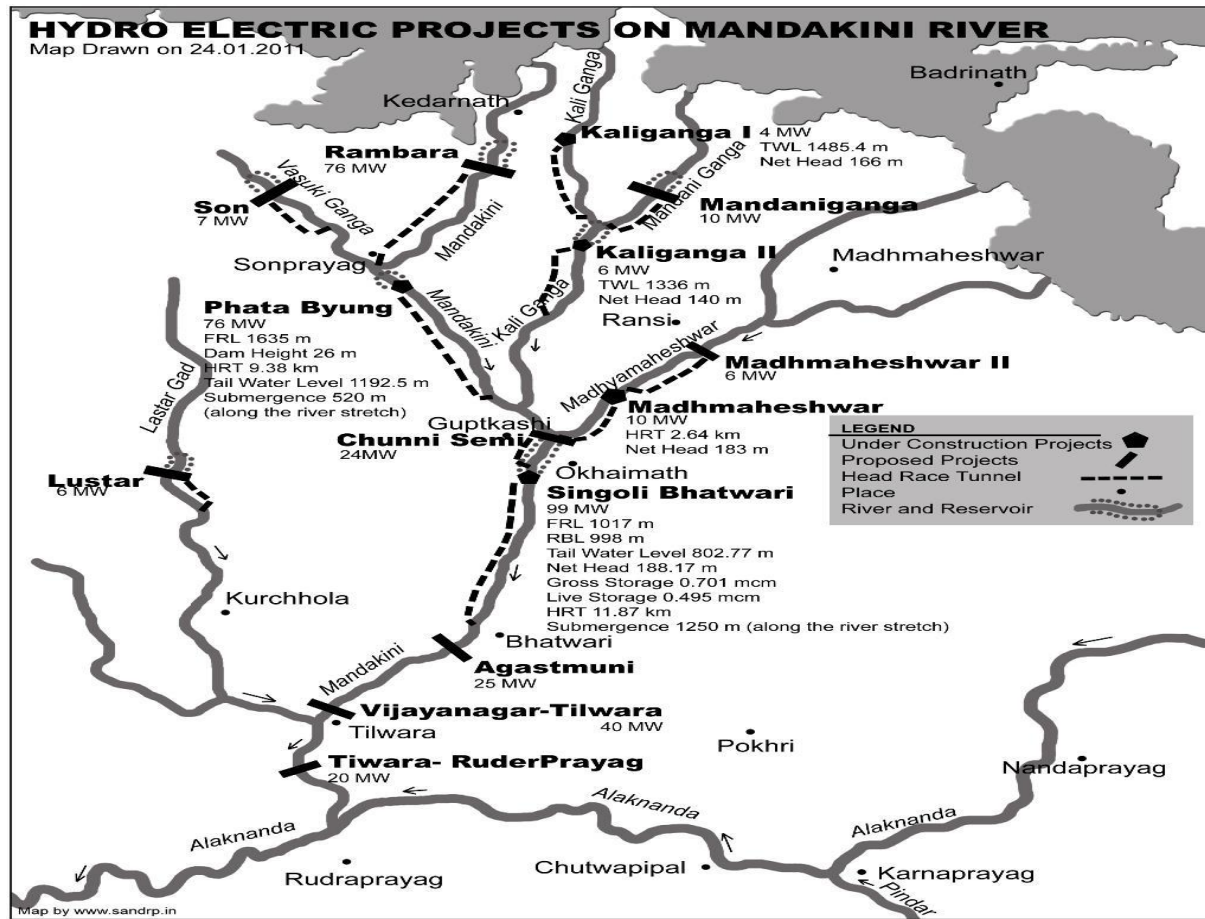 HYDRO ELECTRIC PROJECTS ON MANDAKINI RIVER
Map Drawn on 24.01.2011
Badrinath
Kedarnath
Kali Ganga
Kaliganga I 4 MW
TWL 1485.4 m
Net Head 166 m
Rambara
76 MW
Vasuki Ganga
Son
7 MW
Mandakini
Mandani Ganga
Mandaniganga
10 MW
Sonprayag
Kaliganga II
6 MW
TWL 1336 m
Net Head 140 m
Madhmaheshwar
Phata Byung
76 MW
FRL 1635 m
Dam Height 26 m
HRT 9.38 km
Tail Water Level 1192.5 m
Submergence 520 m
(along the river stretch)
Mandakini
Kali Ganga
Ransi
Madhyamaheshwar
Madhmaheshwar II
6 MW
Lastar Gad
Guptkashi
Madhmaheshwar
10 MW
HRT 2.64 km
Net Head 183 m
Chunni Semi
24MW
Okhaimath
LEGEND
Under Construction Projects
Proposed Projects
Head Race Tunnel
Place
River and Reservoir
Lustar
6 MW
Singoli Bhatwari
99 MW
FRL 1017 m
RBL 998 m
Tail Water Level 802.77 m
Net Head 188.17 m
Gross Storage 0.701 mcm
Live Storage 0.495 mcm
HRT 11.87 km
Submergence 1250 m (along the river stretch)
Kurchhola
Bhatwari
Agastmuni
25 MW
Mandakini
Vijayanagar-Tilwara
40 MW
Tilwara
Pokhri
Tiwara- RuderPrayag
20 MW
Nandaprayag
Alaknanda
Alaknanda
Alaknanda
Rudraprayag
Chutwapipal
Karnaprayag
Pindar
Map by www.sandrp.in